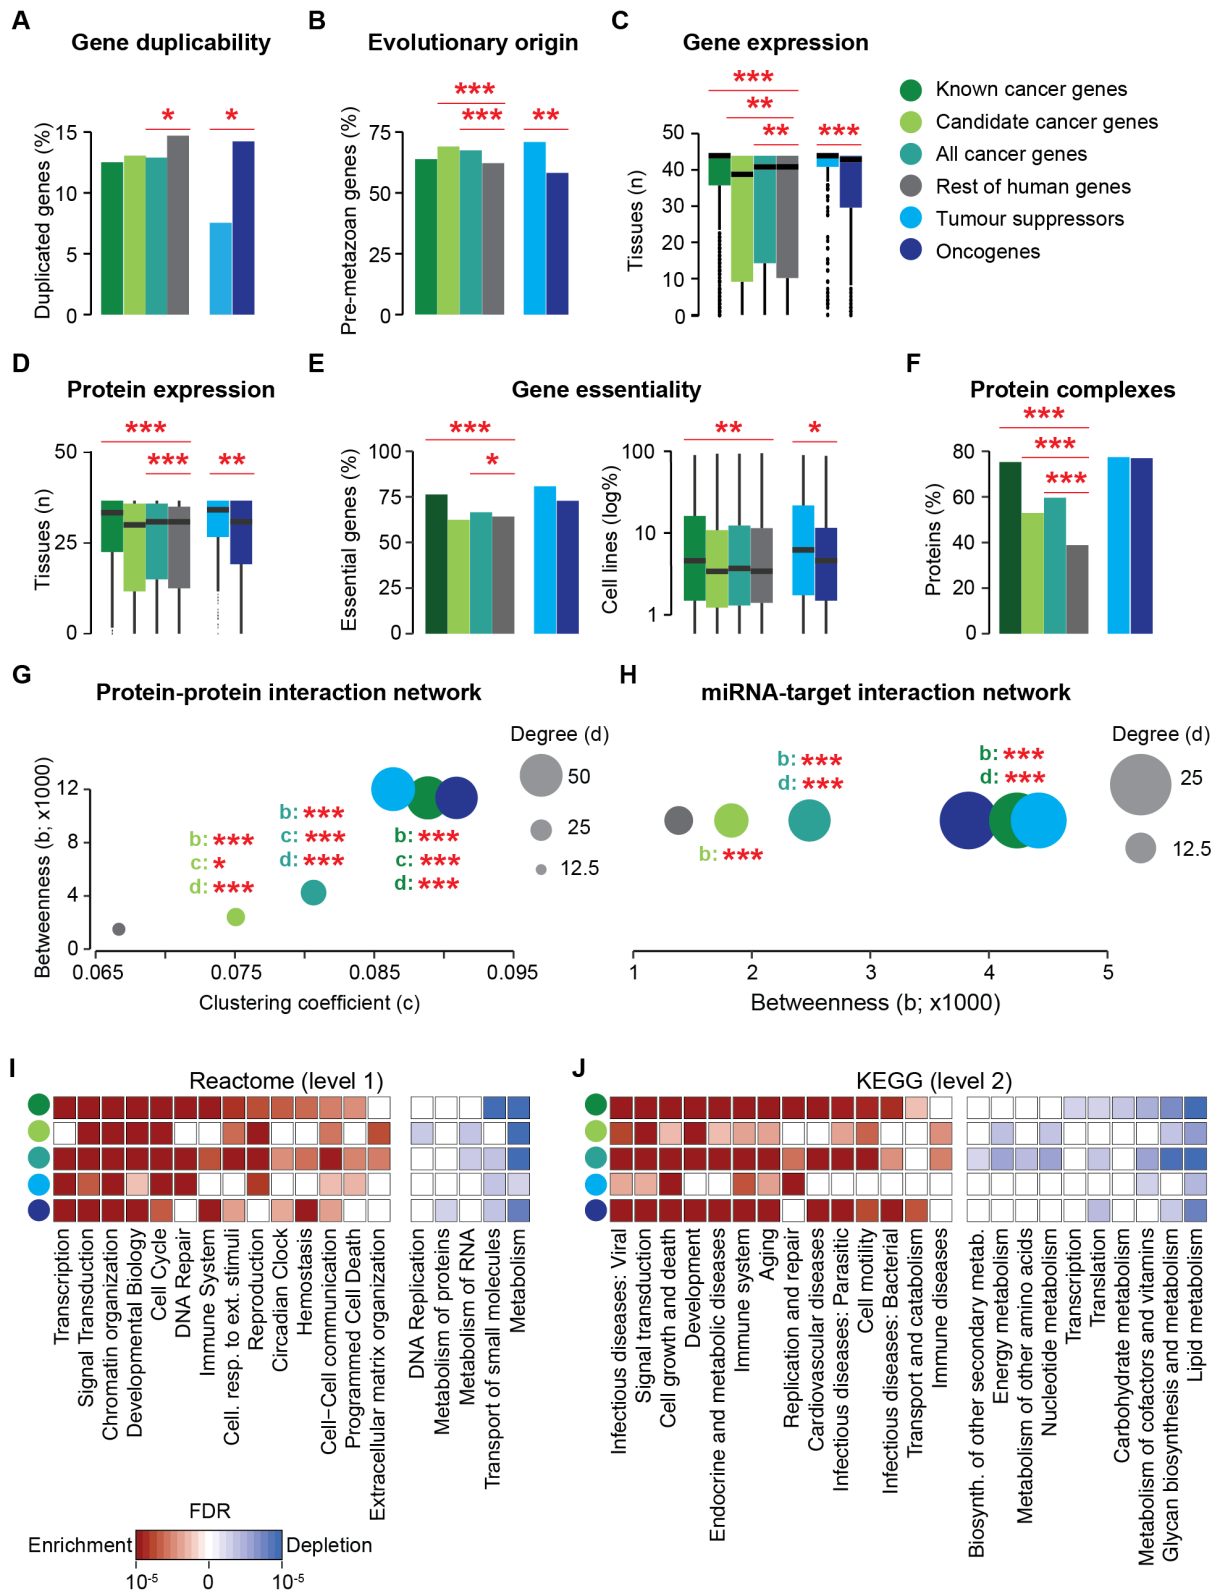 A
Gene duplicability
Duplicated genes (%)
15
10
5
0
*
*
B
Evolutionary origin
Pre-metazoan genes (%)
75
50
25
0
***
***
**
C
Gene expression
Tissues (n)
50
40
30
20
10
0
***
**
**
***
Known cancer genes
Candidate cancer genes
All cancer genes
Rest of human genes
Tumour suppressors
Oncogenes
D
Protein expression
Tissues (n)
50
25
0
***
***
**
E
Gene essentiality
Essential genes (%)
100
75
50
25
0
***
*
Cell lines (log%)
100
10
1
**
*
F
Protein complexes
Proteins (%)
80
60
40
20
0
***
***
***
G
Protein-protein interaction network
Betweenness (b; x1000)
12
8
4
0
b: ***
c: *
d: ***
b: ***
c: ***
d: ***
b: ***
c: ***
d: ***
Degree (d)
50
25
12.5
0.065
0.075
0.085
0.095
Clustering coefficient (c)
H
miRNA-target interaction network
b: ***
b: ***
d: ***
b: ***
d: ***
Degree (d)
25
12.5
1
2
3
4
5
Betweenness (b; x1000)
I
Reactome (level 1)
Transcription
Signal Transduction
Chromatin organization
Developmental Biology
Cell Cycle
DNA Repair
Immune System
Cell. resp. to ext. stimuli
Reproduction
Circadian Clock
Hemostasis
Cell−Cell communication
Programmed Cell Death
Extracellular matrix organization
DNA Replication
Metabolism of proteins
Metabolism of RNA
Transport of small molecules
Metabolism
J
KEGG (level 2)
Infectious diseases: Viral
Signal transduction
Cell growth and death
Development
Endocrine and metabolic diseases
Immune system
Aging
Replication and repair
Cardiovascular diseases
Infectious diseases: Parasitic
Cell motility
Infectious diseases: Bacterial
Transport and catabolism
Immune diseases
Biosynth. of other secondary metab.
Energy metabolism
Metabolism of other amino acids
Nucleotide metabolism
Transcription
Translation
Carbohydrate metabolism
Metabolism of cofactors and vitamins
Glycan biosynthesis and metabolism
Lipid metabolism
FDR
Enrichment
Depletion
10-5
0
10-5